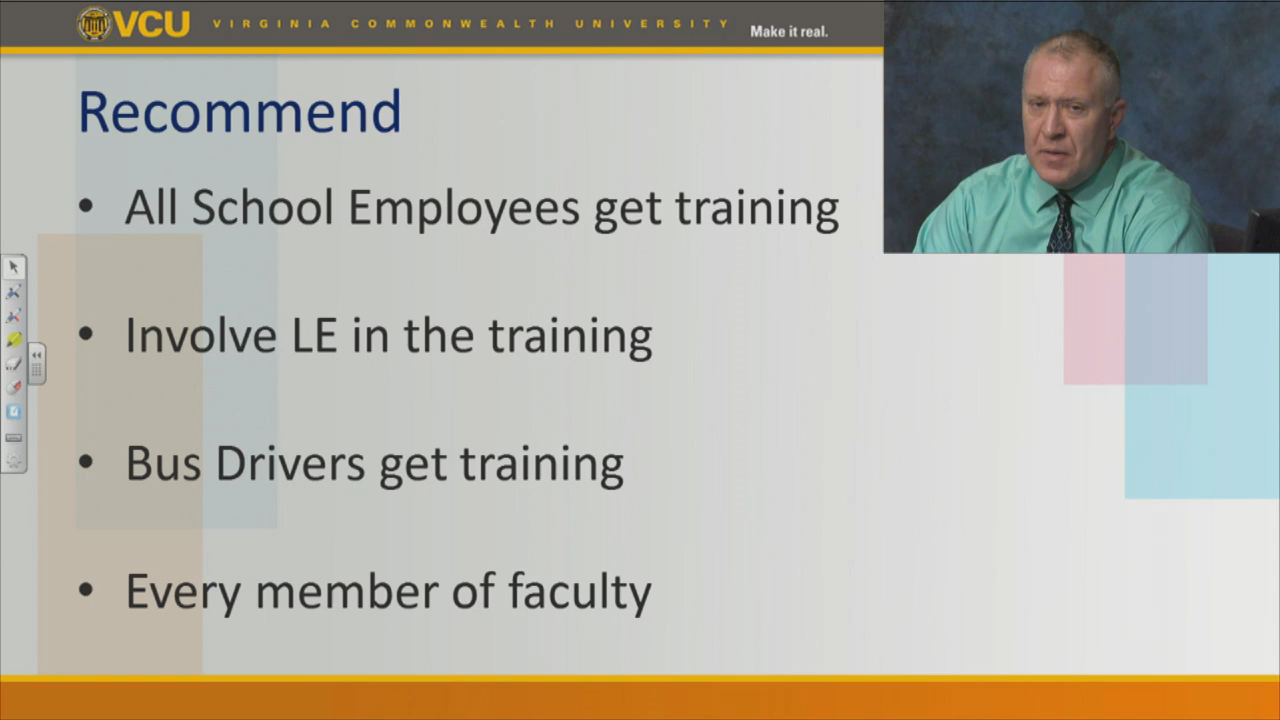 VCU VIRGINIA COMMONWEALTH UNIVERSITY Make it real.
Recommend
• All School Employees get training
• Involve LE in the training
• Bus Drivers get training
• Every member of faculty